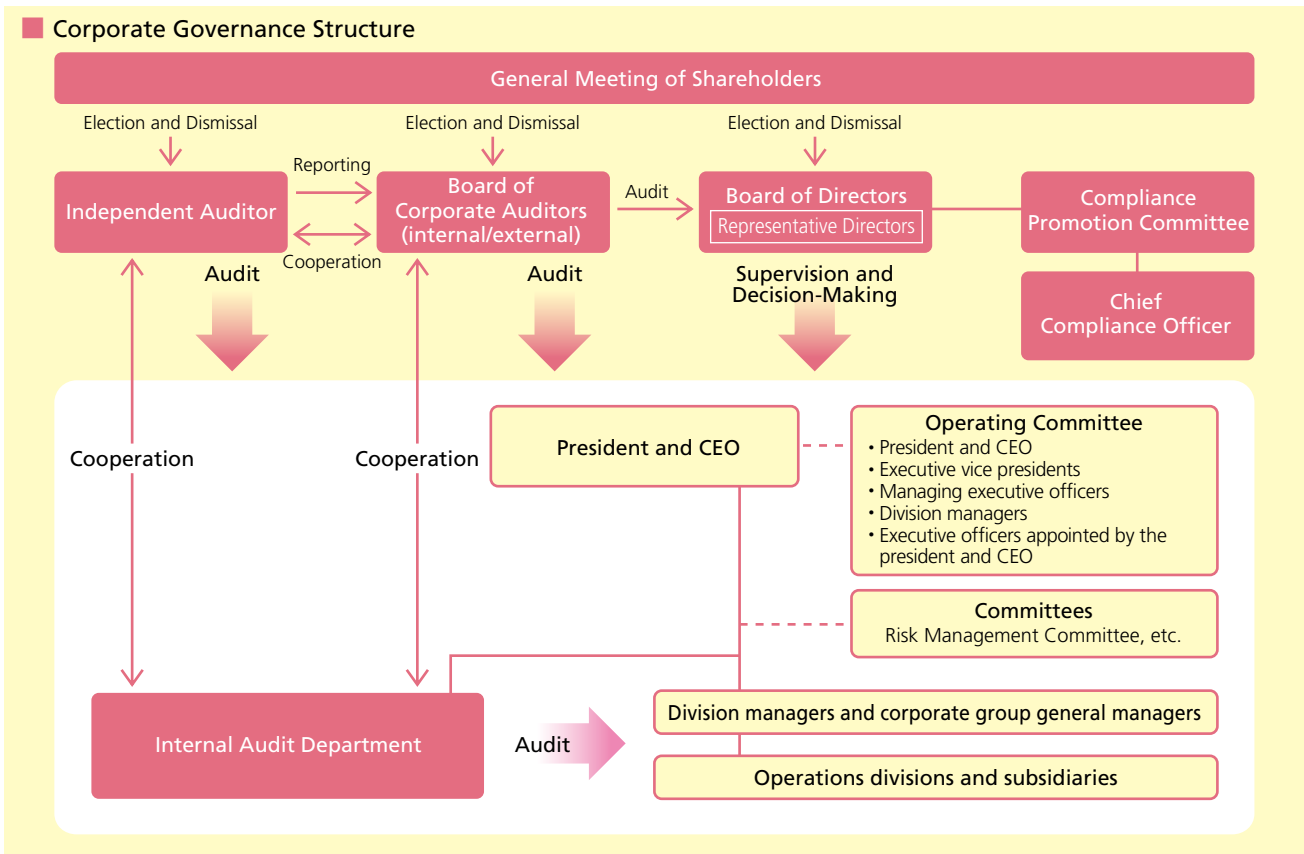 Corporate Governance Structure
General Meeting of Shareholders
Election and Dismissal
Election and Dismissal
Election and Dismissal
Independent Auditor
Reporting
Cooperation
Board of
Corporate Auditors
(internal/external)
Audit
Board of Directors
Representative Directors
Compliance
Promotion Committee
Chief
Compliance Officer
Audit
Audit
Supervision and
Decision-Making
Cooperation
Cooperation
President and CEO
Operating Committee
• President and CEO
• Executive vice presidents
• Managing executive officers
• Division managers
• Executive officers appointed by the
president and CEO
Committees
Risk Management Committee, etc.
Internal Audit Department
Audit
Division managers and corporate group general managers
Operations divisions and subsidiaries